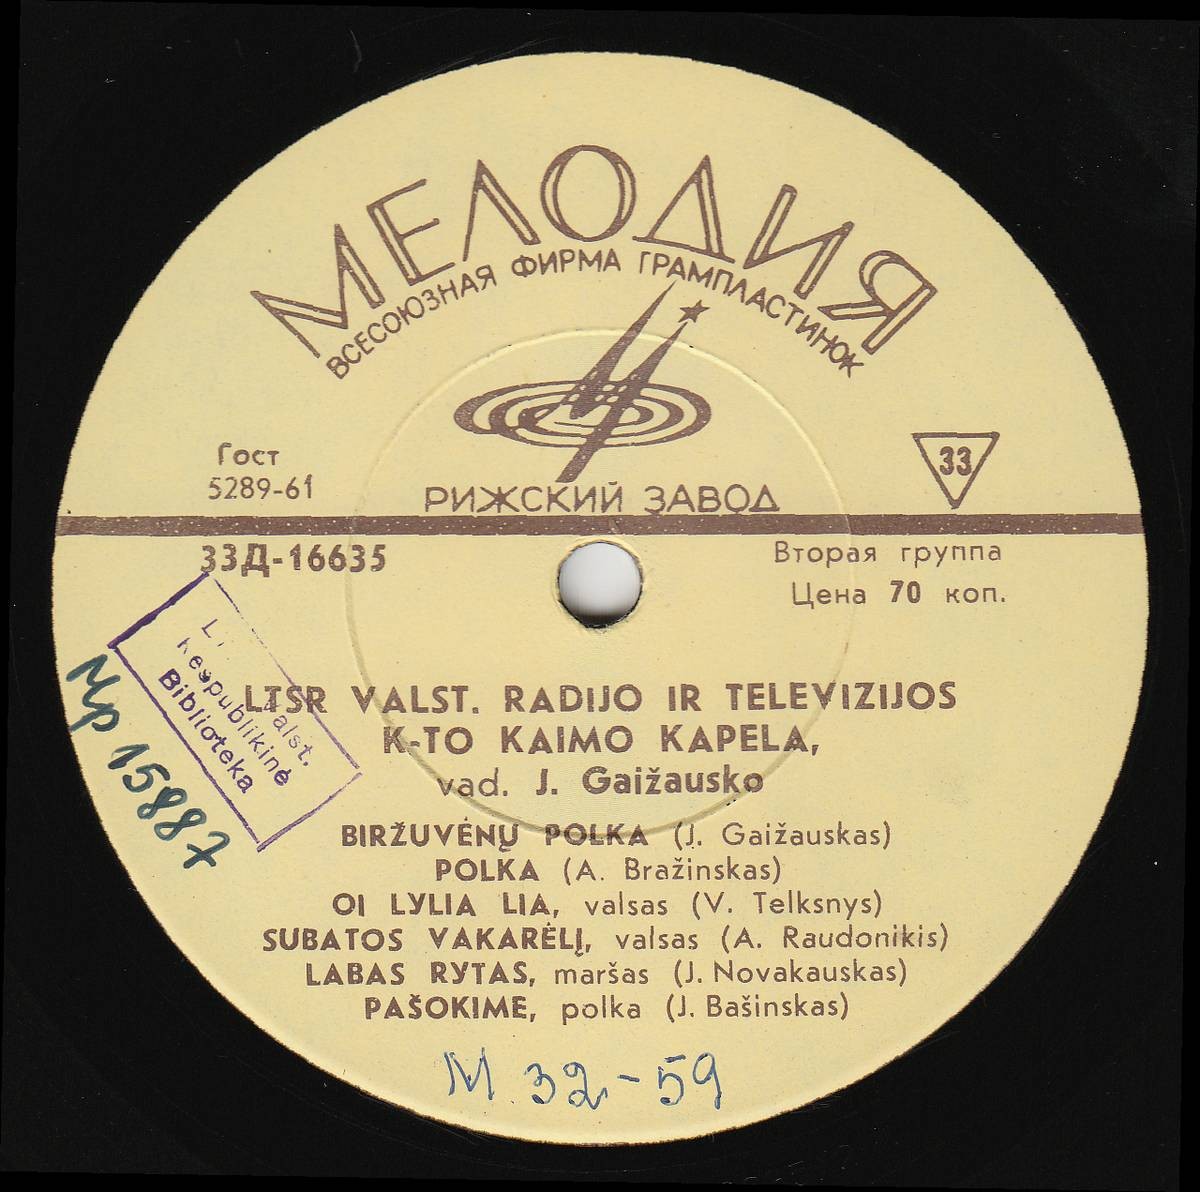 МЕЛОДИЯ
ВСЕСОЮЗНАЯ ФИРМА ГРАМПЛАСТИНОК
Гост
5289-61
33
РИЖСКИЙ ЗАВОД
33Д-16635
Вторая группа
Цена 70 коп.
Valst.
Respublikinė
Biblioteka
Mp 15887
LTSR VALST. RADIJO IR TELEVIZIJOS
K-TO KAIMO KAPELA,
vad. J. Gaižausko
BIRŽUVĖNŲ POLKA (J. Gaižauskas)
POLKA (A. Bražinskas)
OI LYLIA LIA, valsas (V. Telksnys)
SUBATOS VAKARĖLĮ, valsas (A. Raudonikis)
LABAS RYTAS, maršas (J. Novakauskas)
PAŠOKIME, polka (J. Bašinskas)
M. 32-59